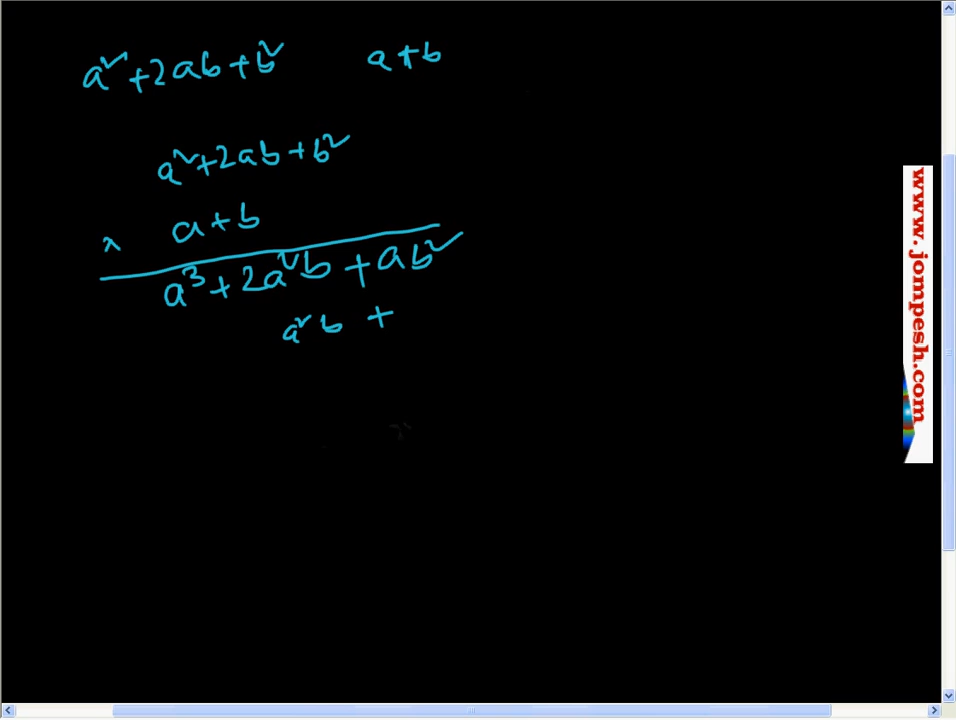 a²+2ab+b² a+b
a²+2ab+b²
× a+b
a³+2a²b+ab²
a²b +
www.jompesh.com